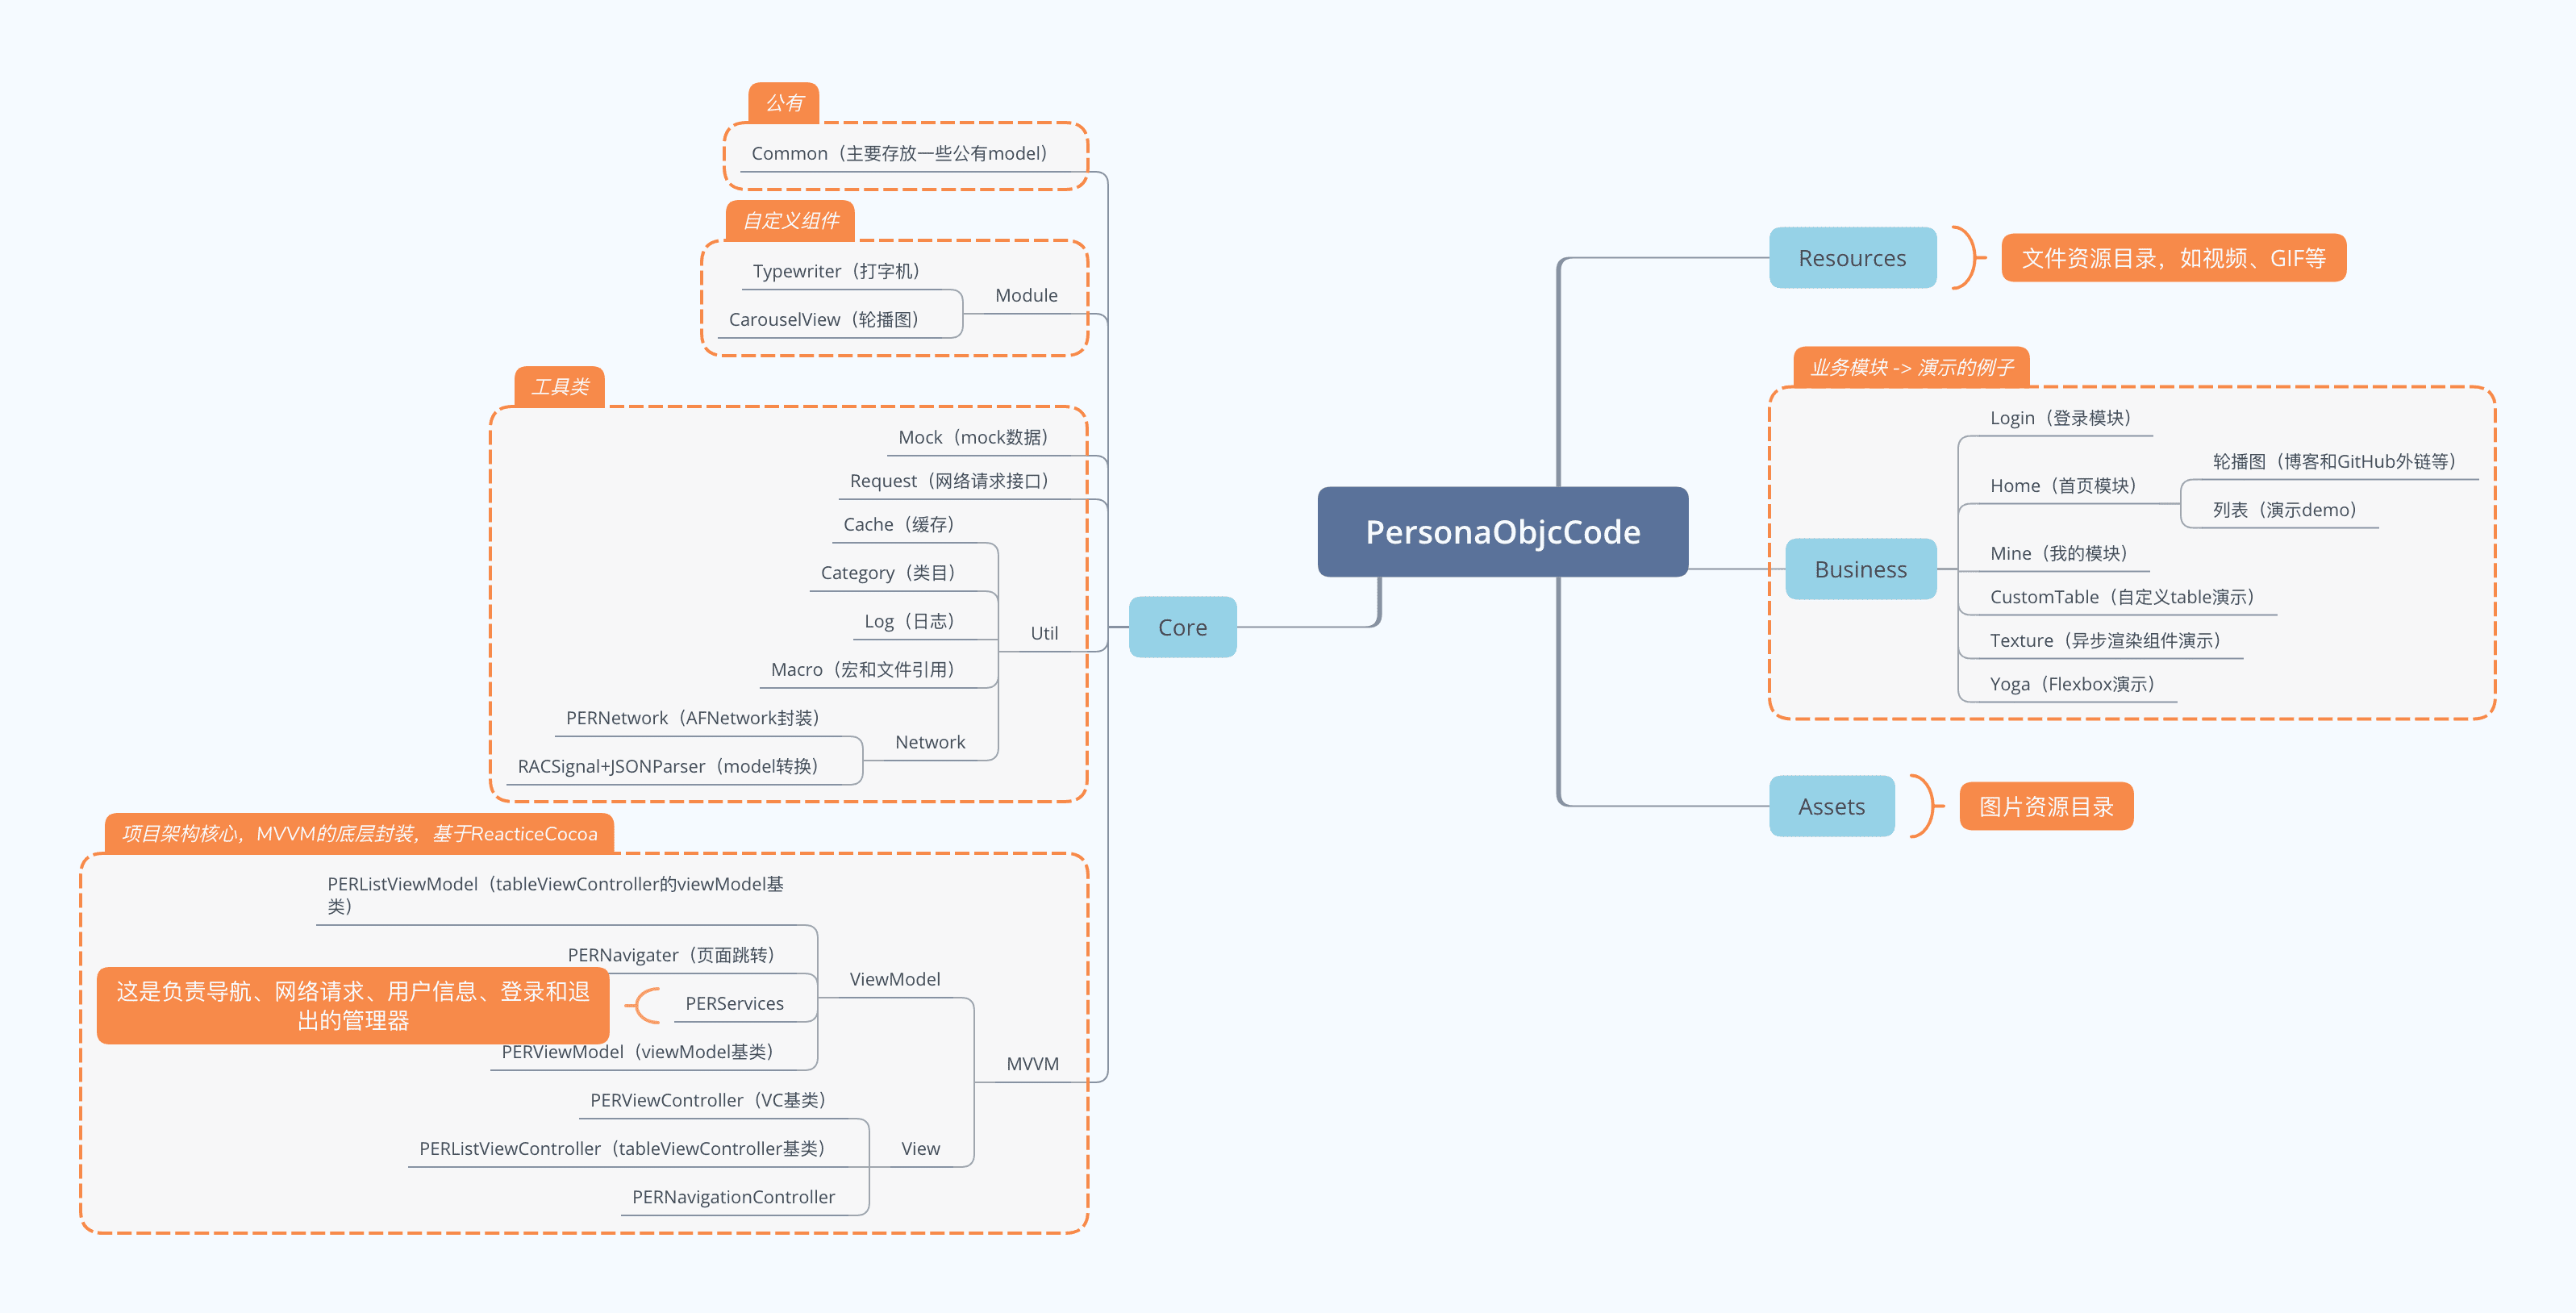 PersonaObjcCode
Resources
文件资源目录，如视频、GIF等
业务模块 -> 演示的例子
Business
Login（登录模块）
Home（首页模块）
轮播图（博客和GitHub外链等）
列表（演示demo）
Mine（我的模块）
CustomTable（自定义table演示）
Texture（异步渲染组件演示）
Yoga（Flexbox演示）
Assets
图片资源目录
Core
公有
Common（主要存放一些公有model）
自定义组件
Module
Typewriter（打字机）
CarouselView（轮播图）
工具类
Mock（mock数据）
Request（网络请求接口）
Util
Cache（缓存）
Category（类目）
Log（日志）
Macro（宏和文件引用）
Network
PERNetwork（AFNetwork封装）
RACSignal+JSONParser（model转换）
项目架构核心，MVVM的底层封装，基于ReacticeCocoa
MVVM
ViewModel
PERListViewModel（tableViewController的viewModel基
类）
PERNavigater（页面跳转）
PERServices
这是负责导航、网络请求、用户信息、登录和退
出的管理器
PERViewModel（viewModel基类）
View
PERViewController（VC基类）
PERListViewController（tableViewController基类）
PERNavigationController